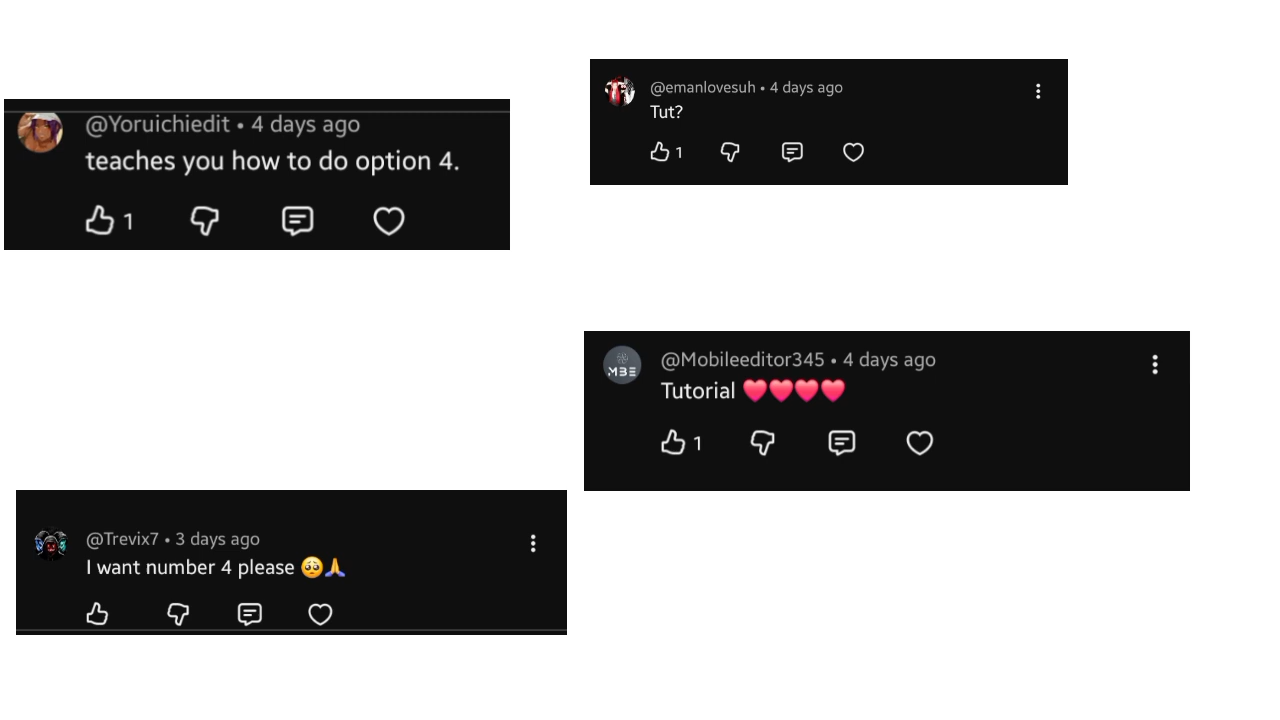 @Yoruichiedit • 4 days ago
teaches you how to do option 4.
1
@emanlovesuh • 4 days ago
Tut?
1
MBE
@Mobileeditor345 • 4 days ago
Tutorial ❤️❤️❤️❤️
1
@Trevix7 • 3 days ago
I want number 4 please 🥺🙏